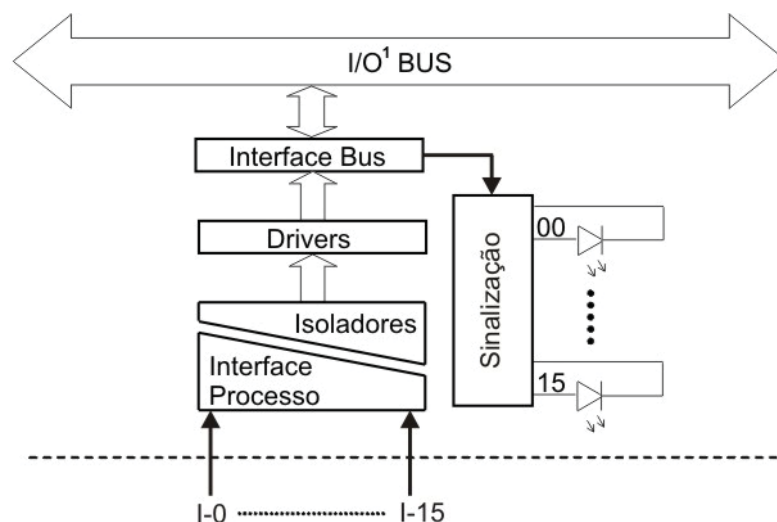 I/O¹ BUS
Interface Bus
Drivers
Isoladores
Interface
Processo
Sinalização
00
15
I-0 I-15